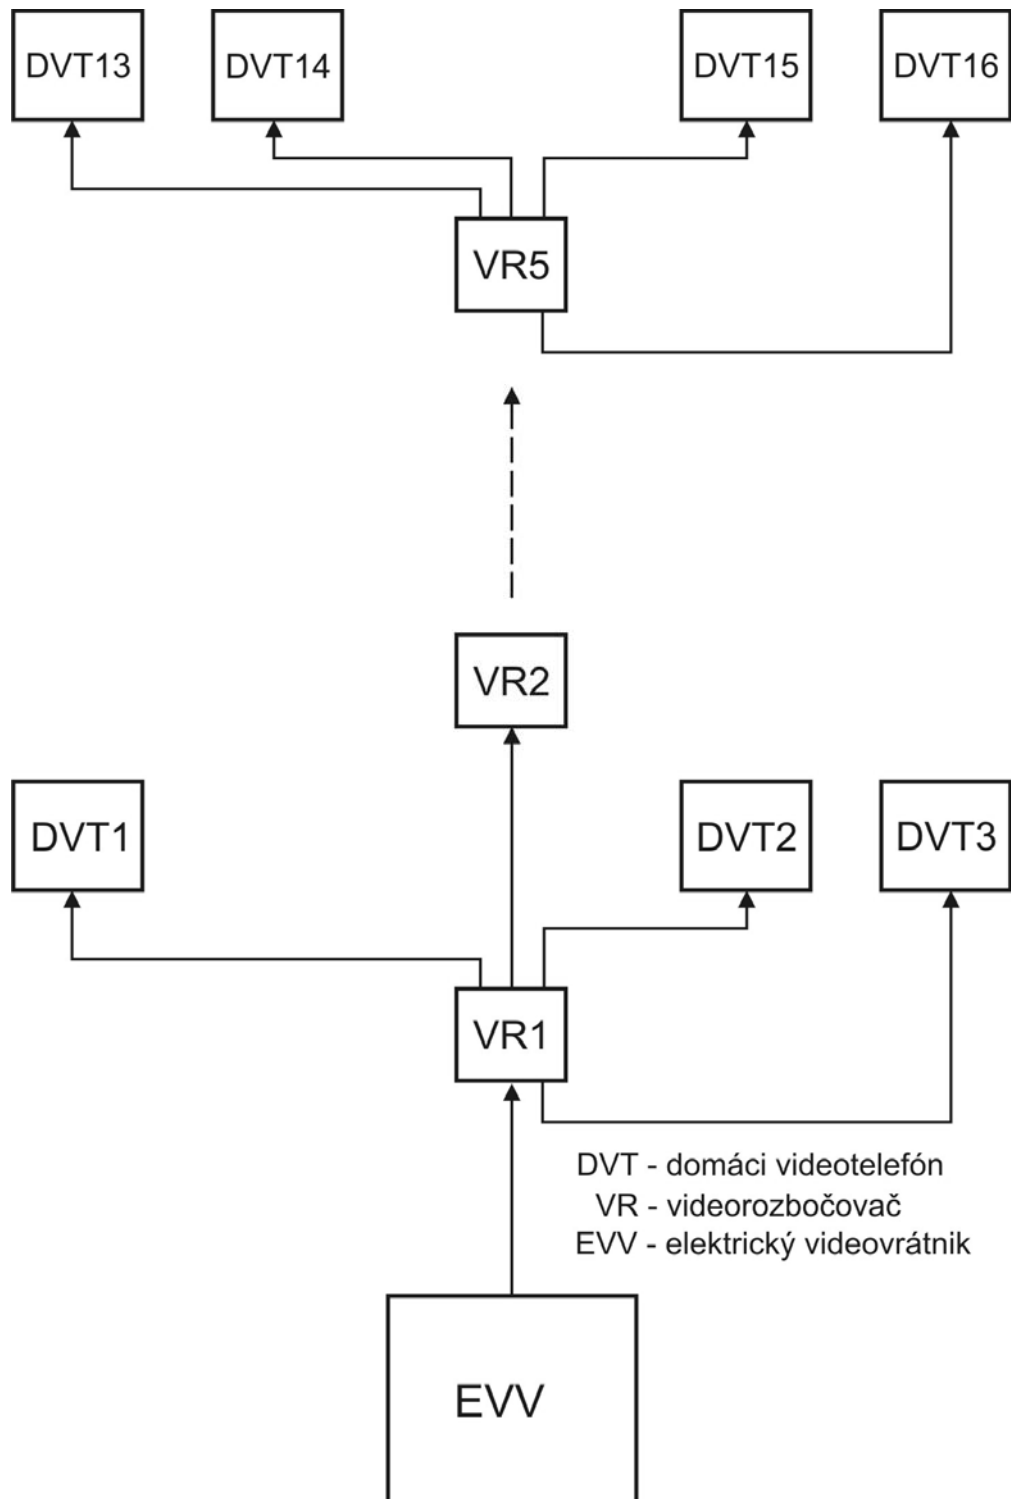 DVT13
DVT14
DVT15
DVT16
VR5
VR2
DVT1
DVT2
DVT3
VR1
DVT - domáci videotelefón
VR - videorozbočovač
EVV - elektrický videovrátnik
EVV